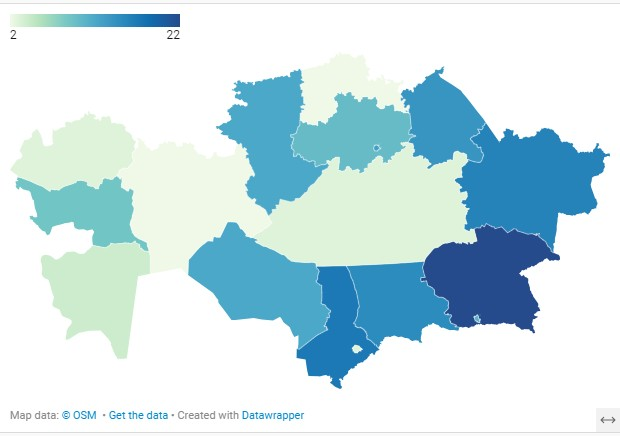 2 22
Map data: © OSM • Get the data • Created with Datawrapper